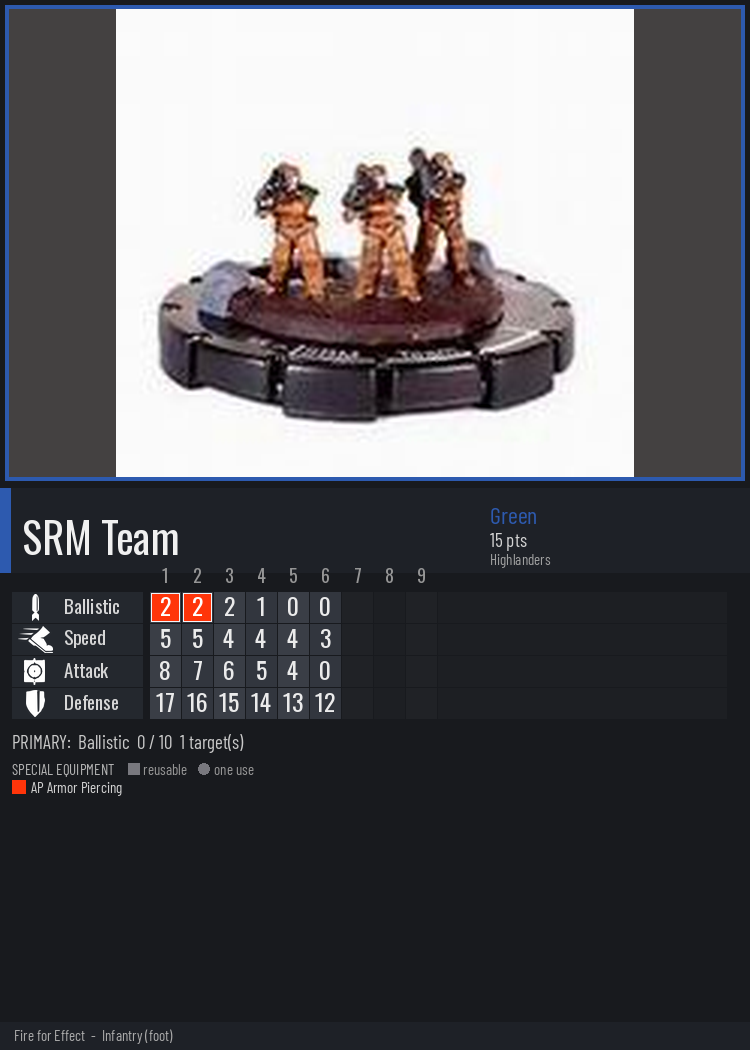 SRM Team
Green
15 pts
Highlanders
1 2 3 4 5 6 7 8 9
Ballistic 2 2 2 1 0 0
Speed 5 5 4 4 4 3
Attack 8 7 6 5 4 0
Defense 17 16 15 14 13 12
PRIMARY: Ballistic 0 / 10 1 target(s)
SPECIAL EQUIPMENT reusable one use
AP Armor Piercing
Fire for Effect - Infantry (foot)